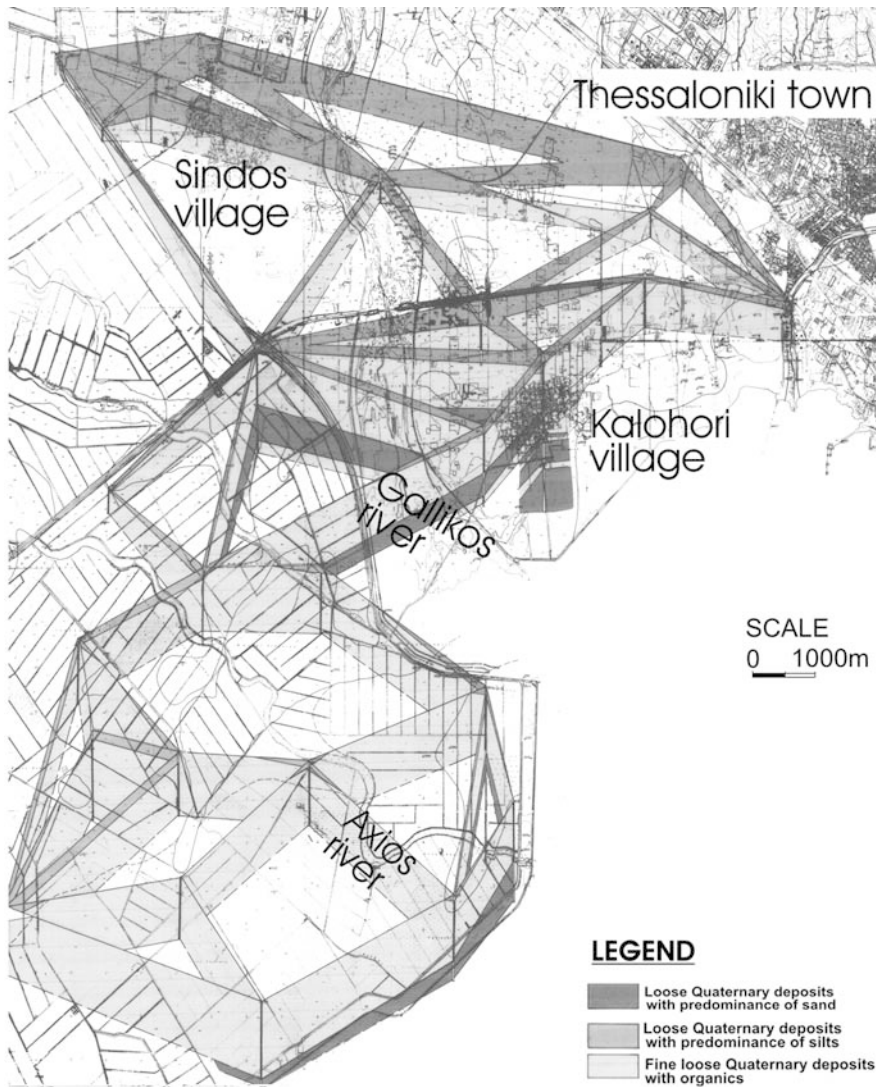 Thessaloniki town
Sindos
village
Kalohori
village
Gallikos
river
SCALE
0 1000m
Axios
river
LEGEND
Loose Quaternary deposits
with predominance of sand
Loose Quaternary deposits
with predominance of silts
Fine loose Quaternary deposits
with organics